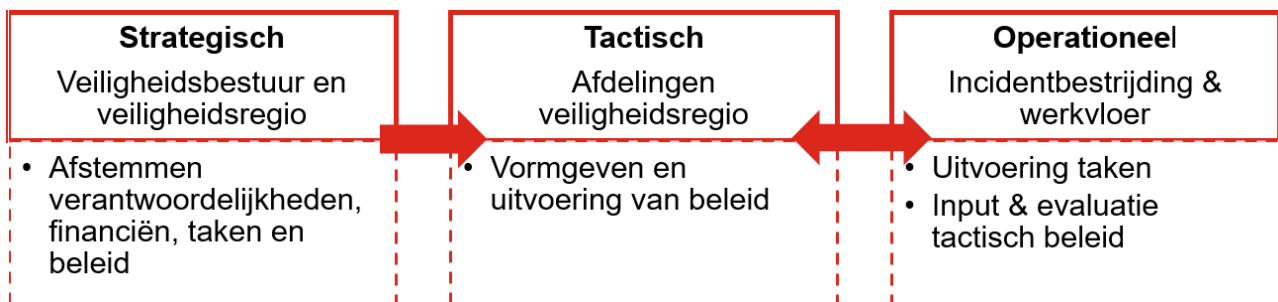 Strategisch
Veiligheidsbestuur en
veiligheidsregio
• Afstemmen
verantwoordelijkheden,
financiën, taken en
beleid
Tactisch
Afdelingen
veiligheidsregio
• Vormgeven en
uitvoering van beleid
Operationeel
Incidentbestrijding &
werkvloer
• Uitvoering taken
• Input & evaluatie
tactisch beleid